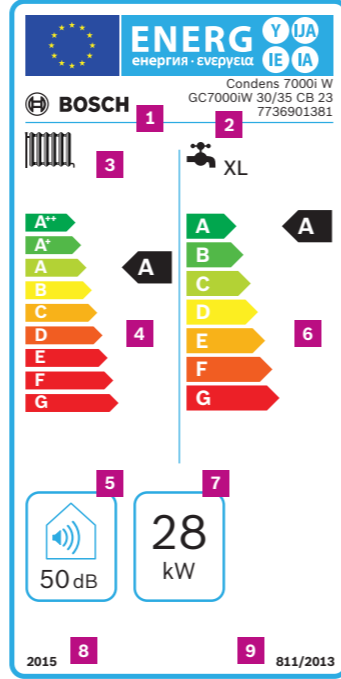 ENERG
енергия · ενεργεια
Y IJA
IE IA
BOSCH
Condens 7000i W
GC7000iW 30/35 CB 23
7736901381
1
2
3
XL
A++
A+
A
B
C
D
E
F
G
A
4
A
B
C
D
E
F
G
A
6
5
50 dB
7
28
kW
2015
8
9
811/2013